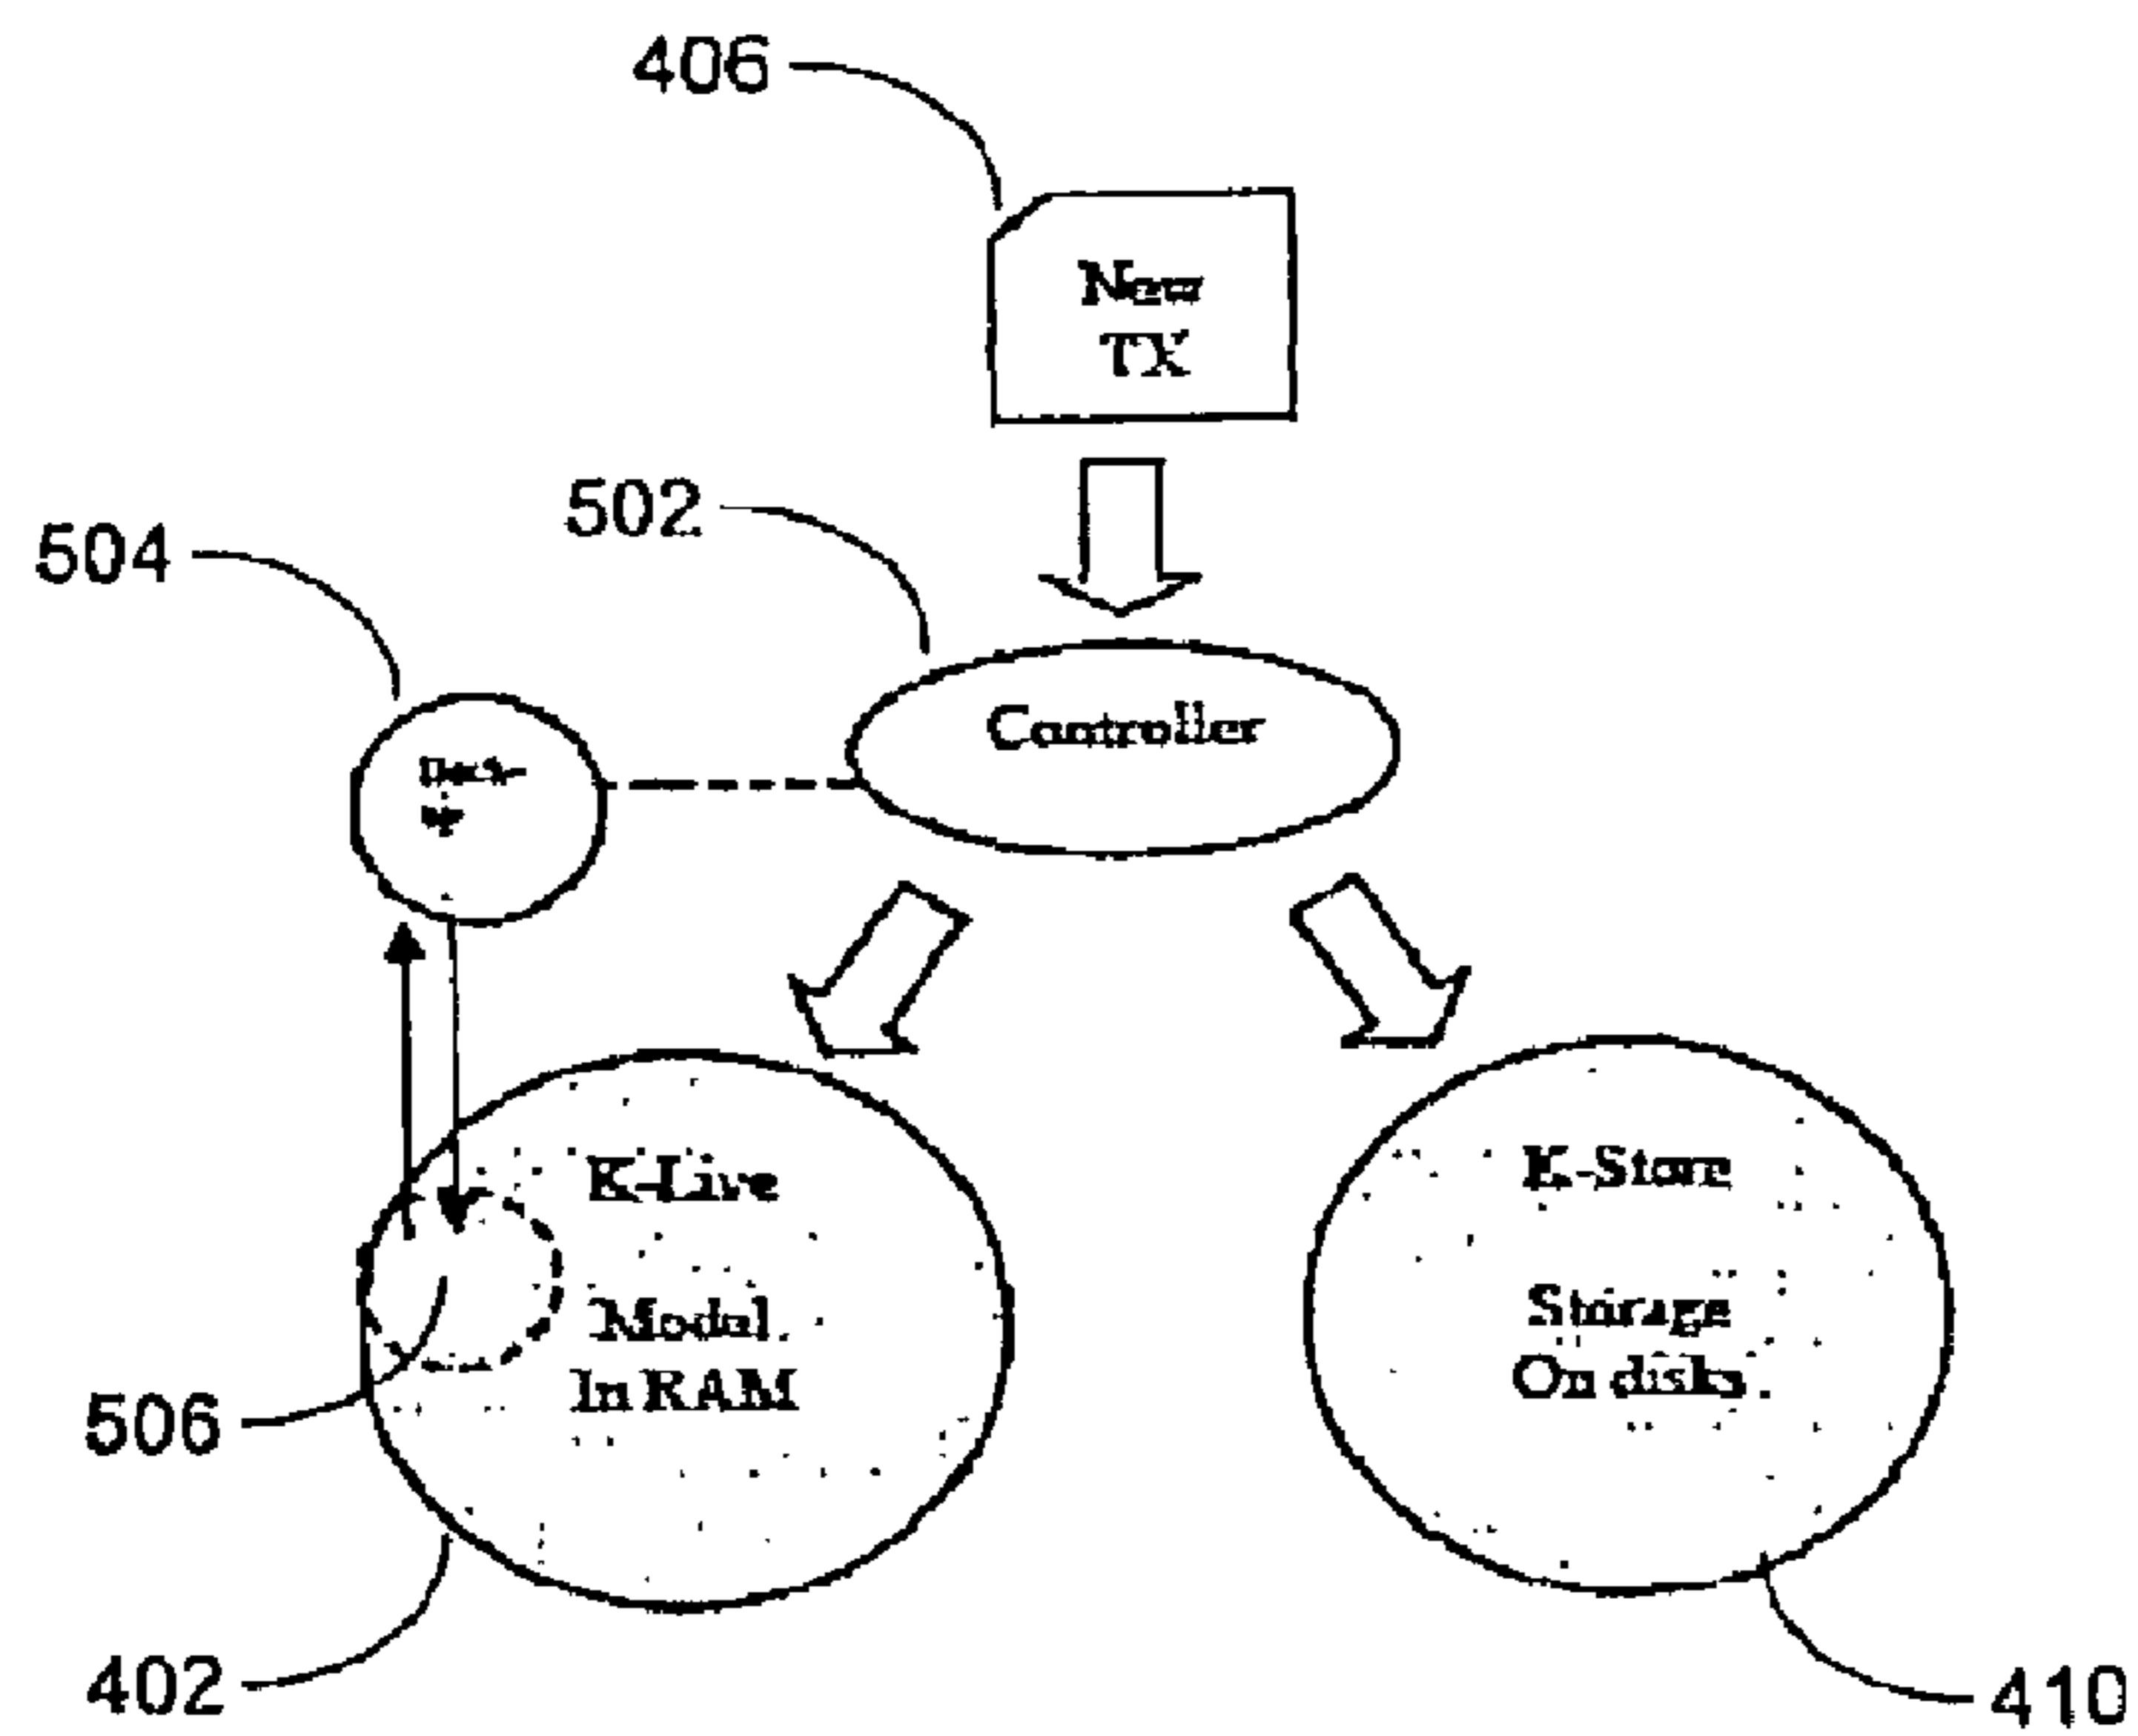 406
New
TX
502
504
Controller
K-Live
K-Store
Model
Storage
In RAM
On disks
506
402
410